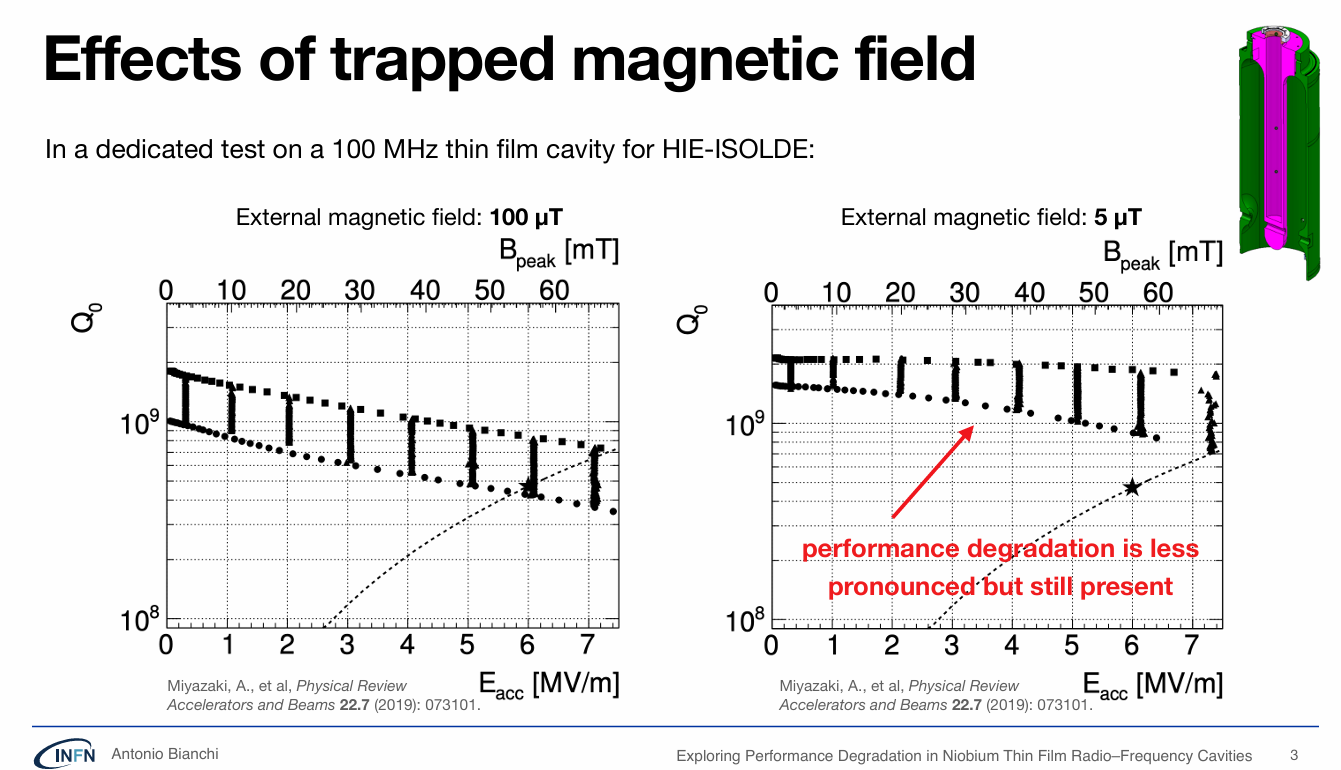 Effects of trapped magnetic field
In a dedicated test on a 100 MHz thin film cavity for HIE-ISOLDE:
External magnetic field: 100 µT
B_peak [mT]
0 10 20 30 40 50 60
Q_0
10^9
10^8
0 1 2 3 4 5 6 7
E_acc [MV/m]
Miyazaki, A., et al, Physical Review
Accelerators and Beams 22.7 (2019): 073101.
External magnetic field: 5 µT
B_peak [mT]
0 10 20 30 40 50 60
Q_0
10^9
performance degradation is less
pronounced but still present
10^8
0 1 2 3 4 5 6 7
E_acc [MV/m]
Miyazaki, A., et al, Physical Review
Accelerators and Beams 22.7 (2019): 073101.
INFN
Antonio Bianchi
Exploring Performance Degradation in Niobium Thin Film Radio–Frequency Cavities
3